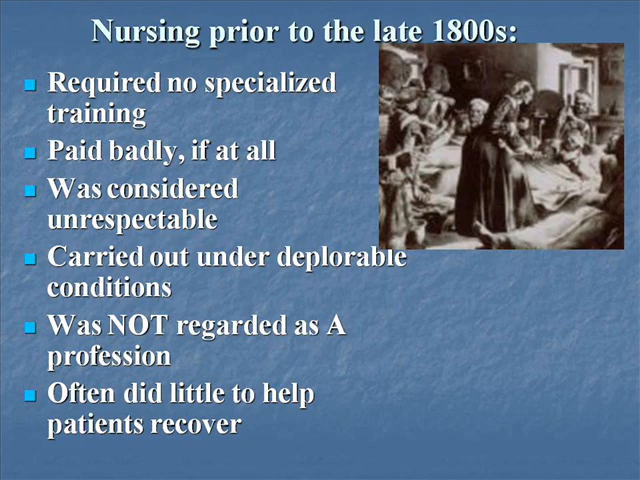 Nursing prior to the late 1800s:
Required no specialized
training
Paid badly, if at all
Was considered
unrespectable
Carried out under deplorable
conditions
Was NOT regarded as A
profession
Often did little to help
patients recover